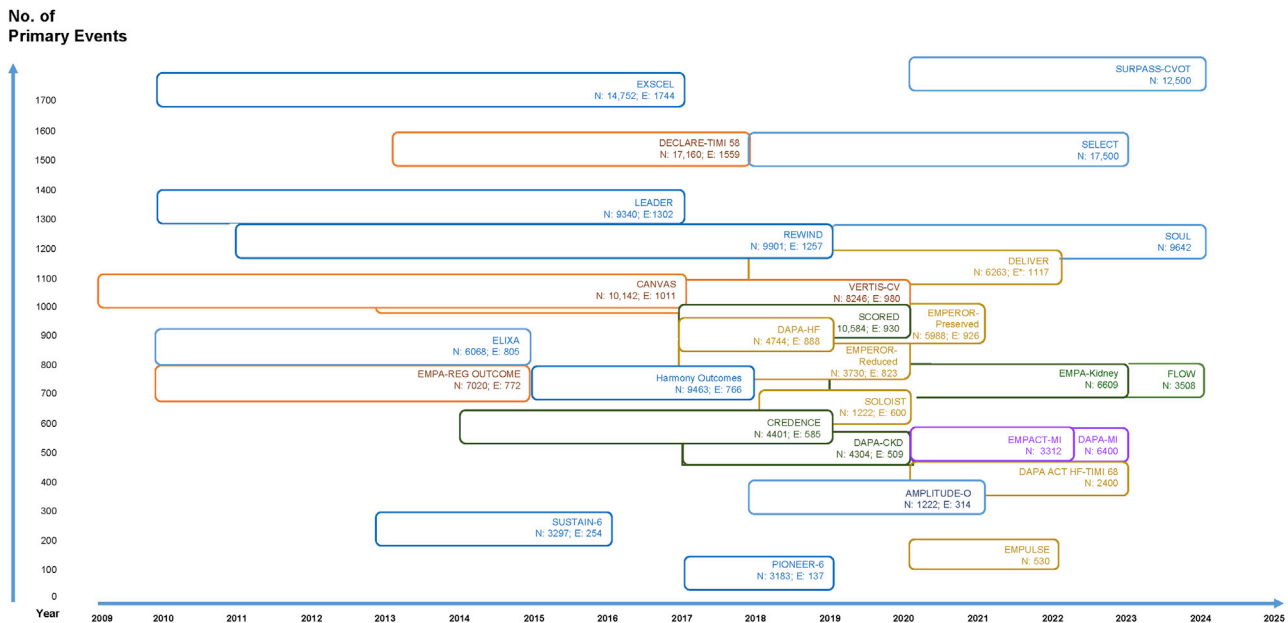 No. of
Primary Events
SURPASS-CVOT
N: 12,500
EXSCEL
N: 14,752; E: 1744
1700
1600
DECLARE-TIMI 58
N: 17,160; E: 1559
SELECT
N: 17,500
1500
1400
LEADER
N: 9340; E:1302
1300
REWIND
N: 9901; E: 1257
SOUL
N: 9642
1200
DELIVER
N: 6263; E*: 1117
1100
CANVAS
N: 10,142; E: 1011
VERTIS-CV
N: 8246; E: 980
1000
SCORED
10,584; E: 930
EMPEROR-
Preserved
N: 5988; E: 926
DAPA-HF
N: 4744; E: 888
900
ELIXA
N: 6068; E: 805
EMPEROR-
Reduced
N: 3730; E: 823
800
EMPA-REG OUTCOME
N: 7020; E: 772
Harmony Outcomes
N: 9463; E: 766
EMPA-Kidney
N: 6609
FLOW
N: 3508
700
SOLOIST
N: 1222; E: 600
600
CREDENCE
N: 4401; E: 585
DAPA-CKD
N: 4304; E: 509
EMPACT-MI
N: 3312
DAPA-MI
N: 6400
500
DAPA ACT HF-TIMI 68
N: 2400
400
AMPLITUDE-O
N: 1222; E: 314
300
SUSTAIN-6
N: 3297; E: 254
200
EMPULSE
N: 530
100
PIONEER-6
N: 3183; E: 137
0
Year
2009 2010 2011 2012 2013 2014 2015 2016 2017 2018 2019 2020 2021 2022 2023 2024 2025